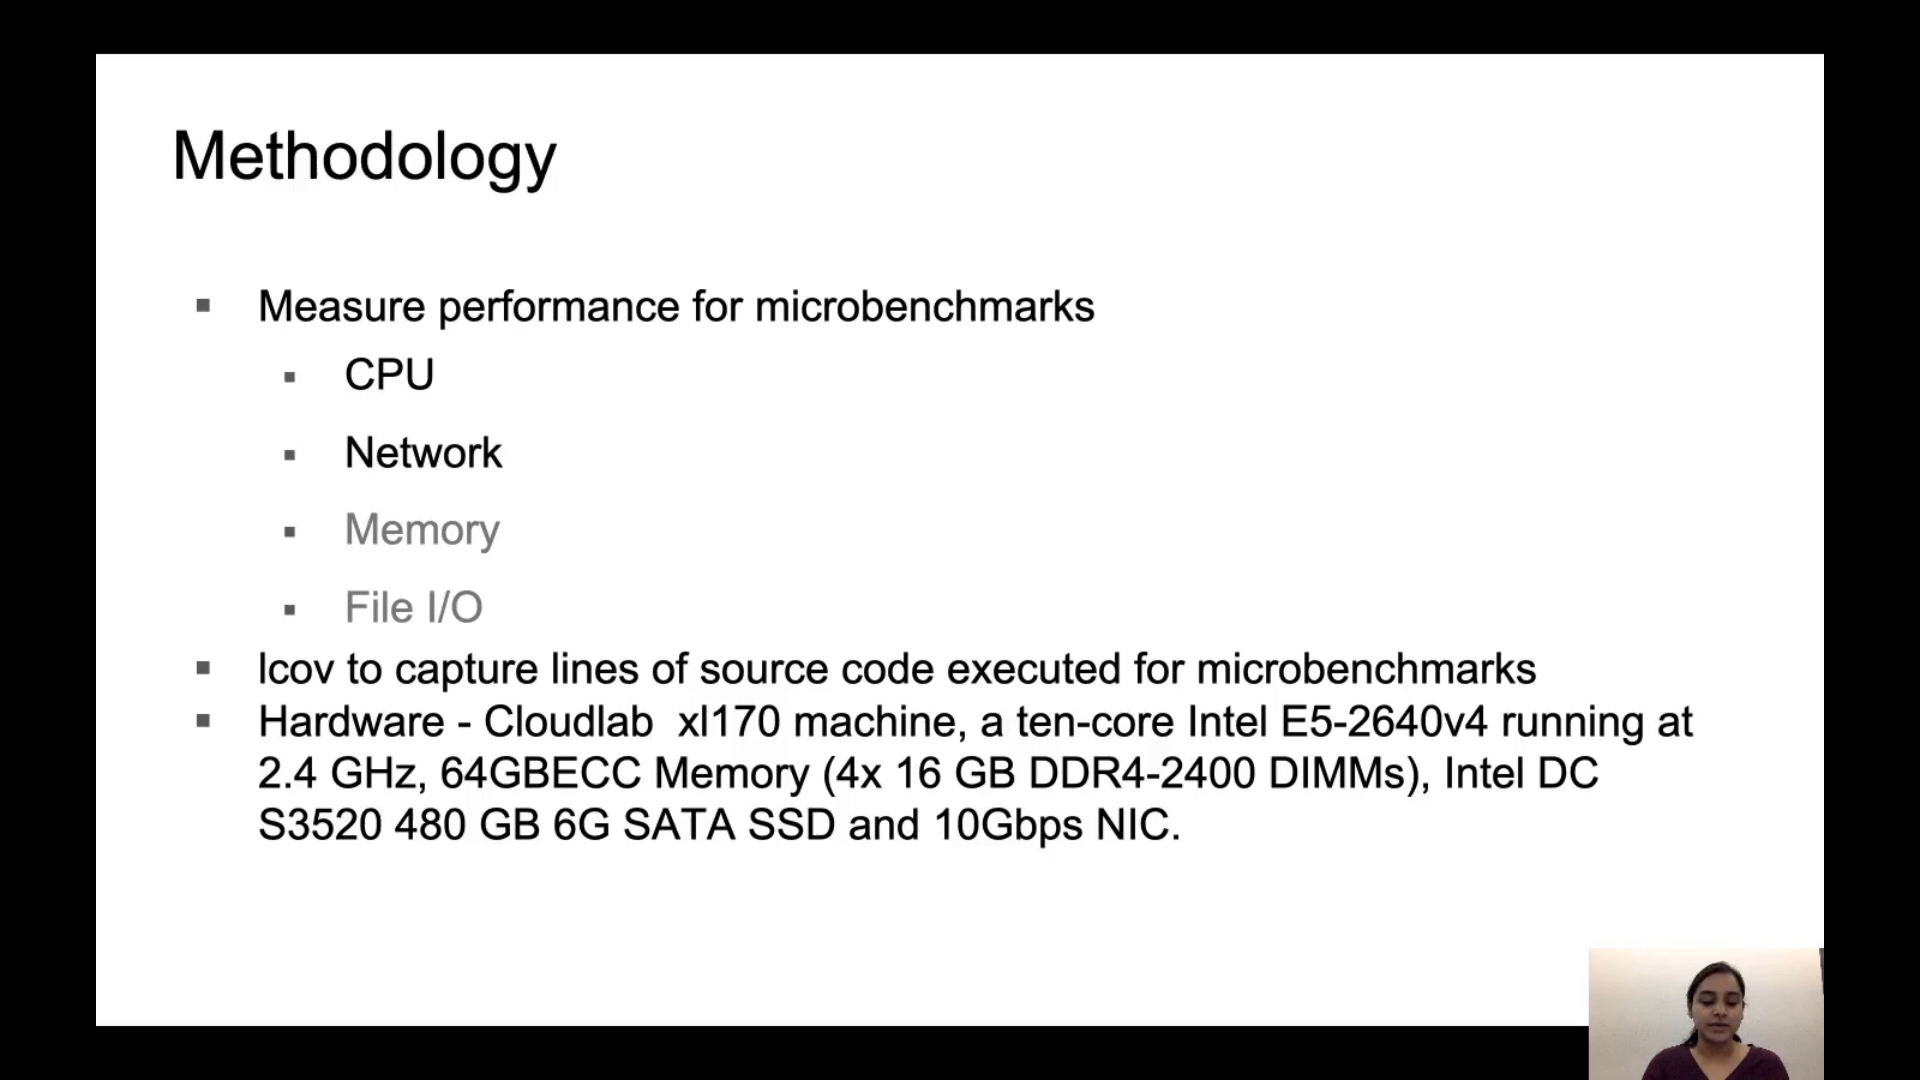 Methodology
Measure performance for microbenchmarks
CPU
Network
Memory
File I/O
lcov to capture lines of source code executed for microbenchmarks
Hardware - Cloudlab  xl170 machine, a ten-core Intel E5-2640v4 running at
2.4 GHz, 64GBECC Memory (4x 16 GB DDR4-2400 DIMMs), Intel DC
S3520 480 GB 6G SATA SSD and 10Gbps NIC.